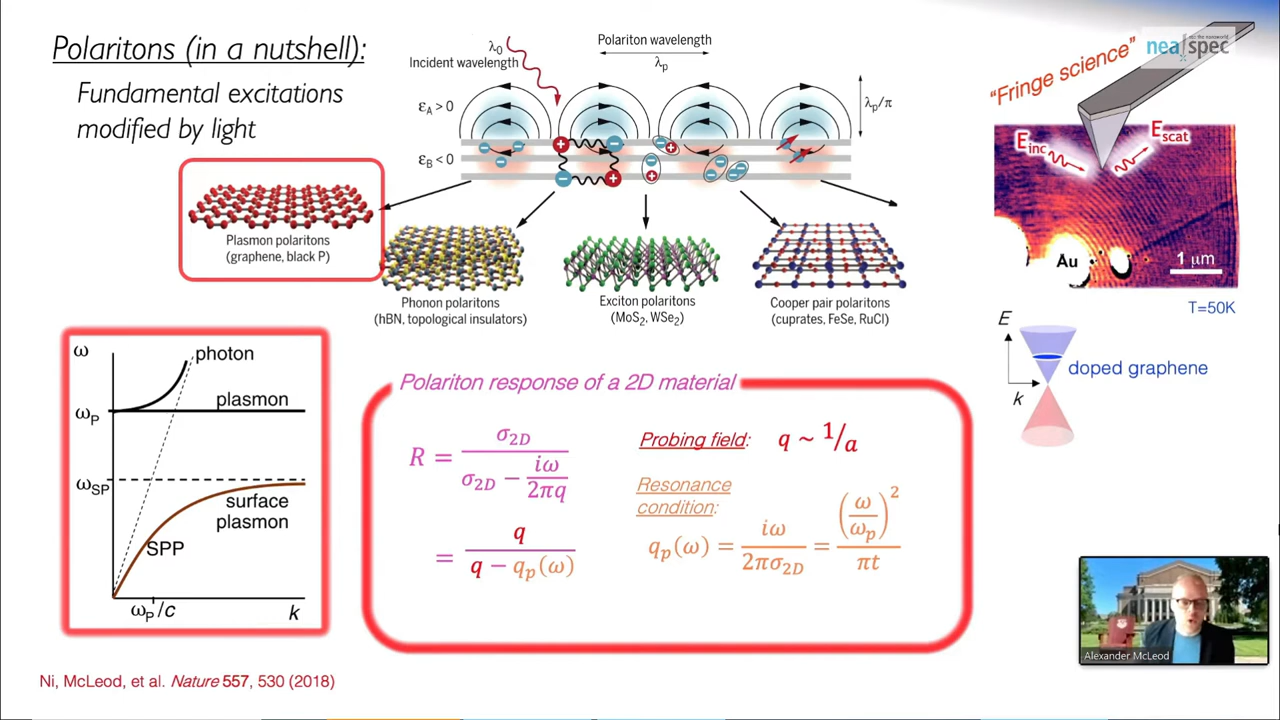 Polaritons (in a nutshell):
Fundamental excitations
modified by light
λ₀
Incident wavelength
Polariton wavelength
λₚ
εA > 0
λₚ/π
εB < 0
Plasmon polaritons
(graphene, black P)
Phonon polaritons
(hBN, topological insulators)
Exciton polaritons
(MoS₂, WSe₂)
Cooper pair polaritons
(cuprates, FeSe, RuCl)
"Fringe science"
neaspec
E_inc
E_scat
Au
1 μm
T=50K
E
k
doped graphene
ω
photon
ωP
plasmon
ωSP
surface
plasmon
SPP
ωP/c
k
Polariton response of a 2D material
R = σ2D / (σ2D − iω/2πq)
= q / (q − qp(ω))
Probing field: q ~ 1/a
Resonance
condition:
qp(ω) = iω/2πσ2D = (ω/ωp)²/πt
Alexander McLeod
Ni, McLeod, et al. Nature 557, 530 (2018)